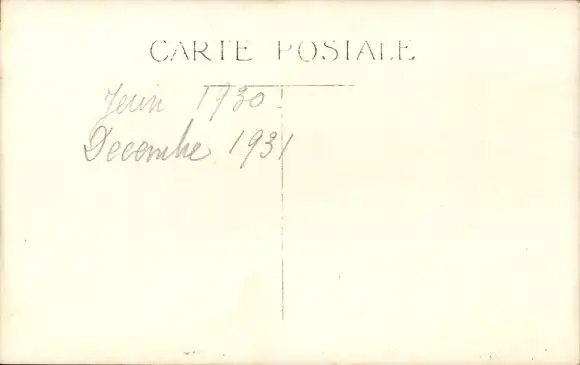 CARTE POSTALE
Juin 1930.
Decembre 1931